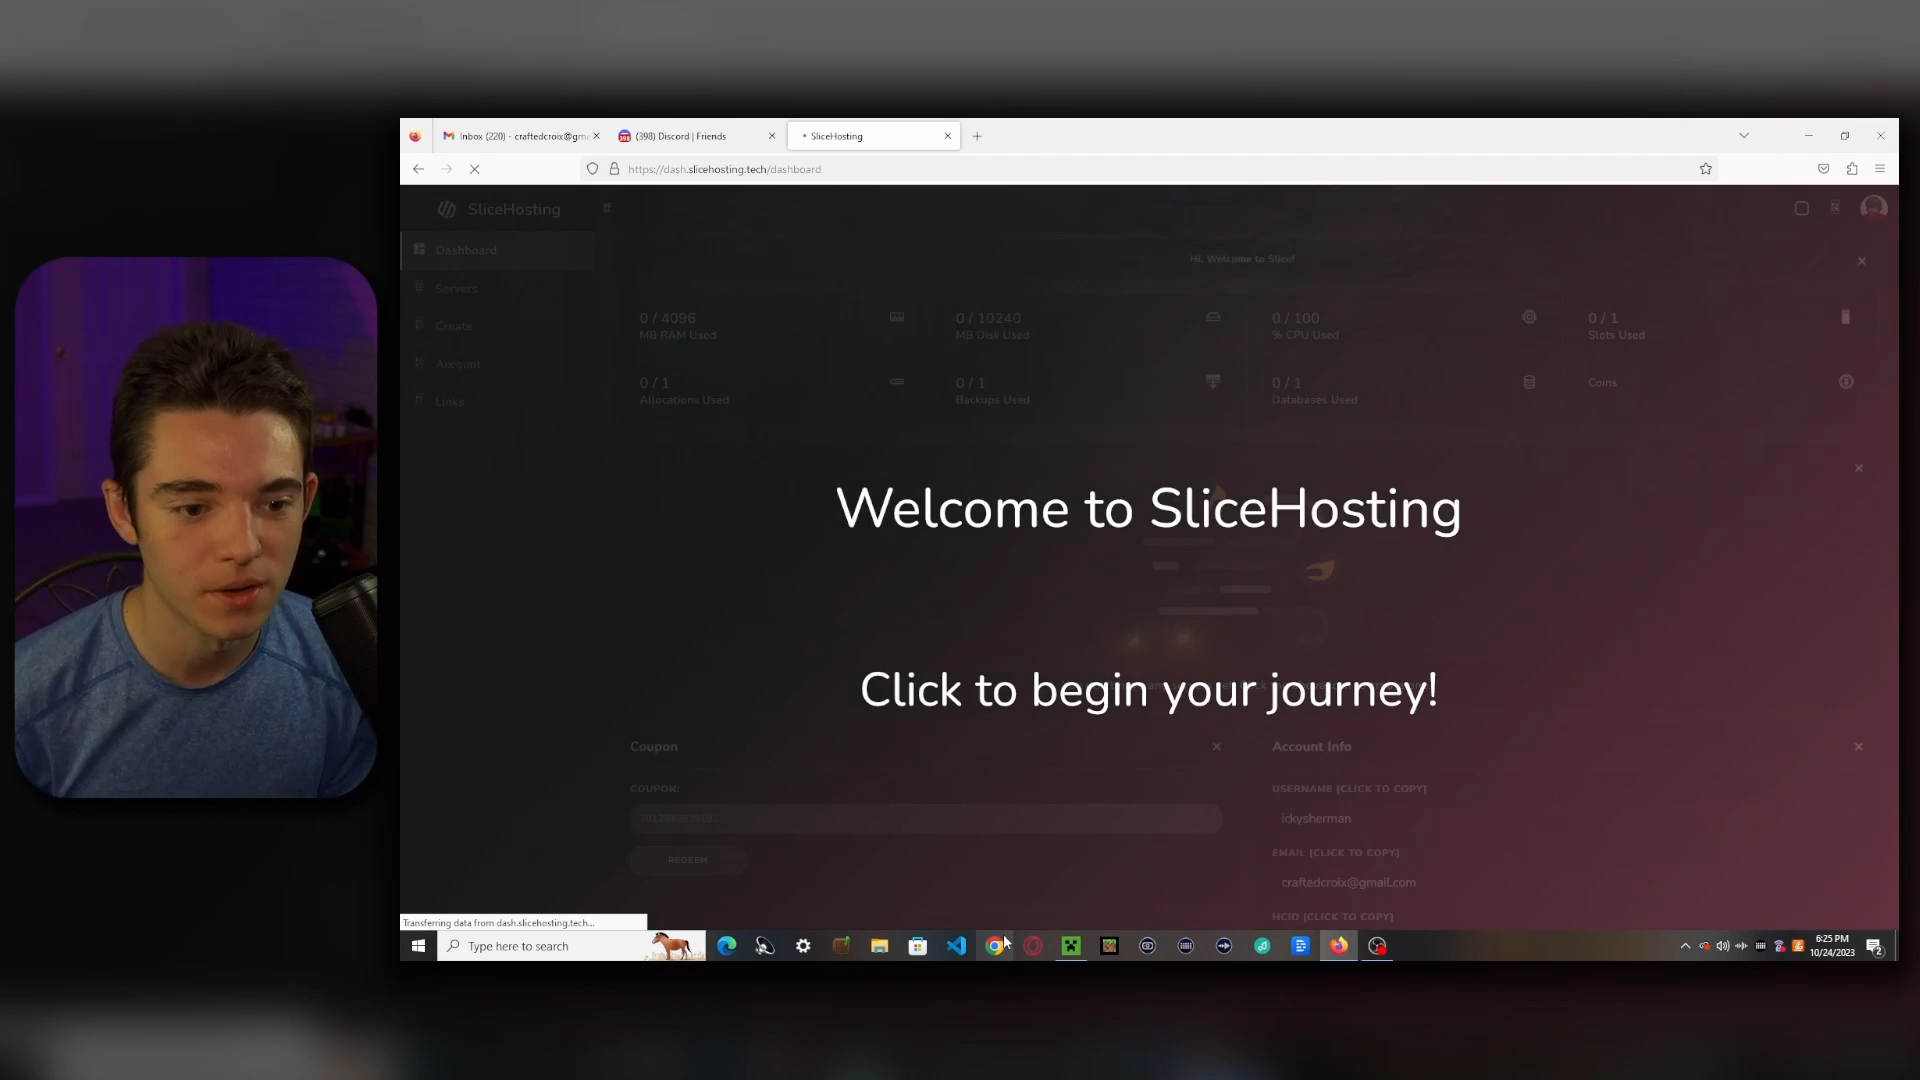 Inbox (220) - craftedcroix@gm
(398) Discord | Friends
SliceHosting
https://dash.slicehosting.tech/dashboard
SliceHosting
Dashboard
Servers
Create
Account
Links
Hi, Welcome to Slice!
0 / 4096
MB RAM Used
0 / 10240
MB Disk Used
0 / 100
% CPU Used
0 / 1
Slots Used
0 / 1
Allocations Used
0 / 1
Backups Used
0 / 1
Databases Used
Coins
Welcome to SliceHosting
Click to begin your journey!
Coupon
COUPON:
REDEEM
Account Info
USERNAME [CLICK TO COPY]
ickysherman
EMAIL [CLICK TO COPY]
craftedcroix@gmail.com
HCID [CLICK TO COPY]
Transferring data from dash.slicehosting.tech...
Type here to search
6:25 PM
10/24/2023
2